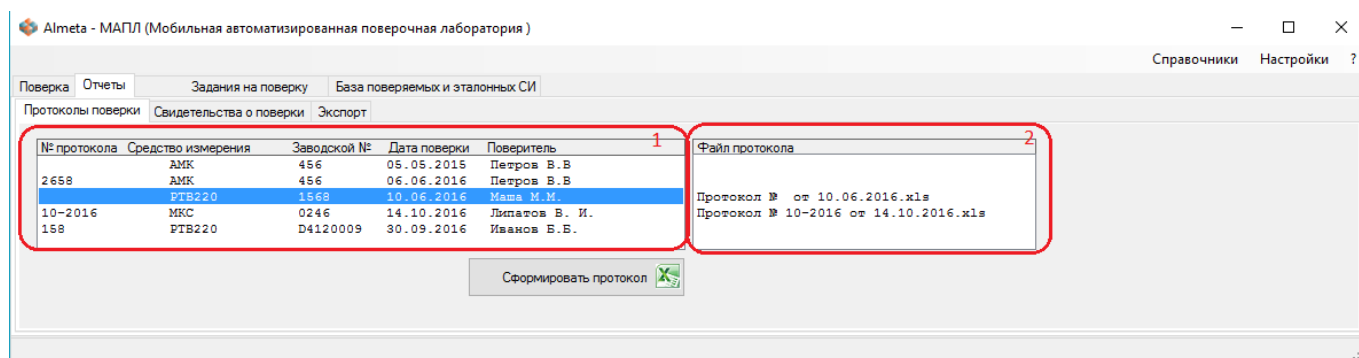 Almeta - МАПЛ (Мобильная автоматизированная поверочная лаборатория )
Справочники Настройки ?
Поверка Отчеты Задания на поверку База поверяемых и эталонных СИ
Протоколы поверки Свидетельства о поверки Экспорт
1 2
№ протокола Средство измерения Заводской № Дата поверки Поверитель Файл протокола
АМК 456 05.05.2015 Петров В.В
2658 АМК 456 06.06.2016 Петров В.В
РТВ220 1568 10.06.2016 Маша М.М. Протокол № от 10.06.2016.xls
10-2016 МКС 0246 14.10.2016 Липатов В. И. Протокол № 10-2016 от 14.10.2016.xls
158 РТВ220 D4120009 30.09.2016 Иванов Б.Б.
Сформировать протокол